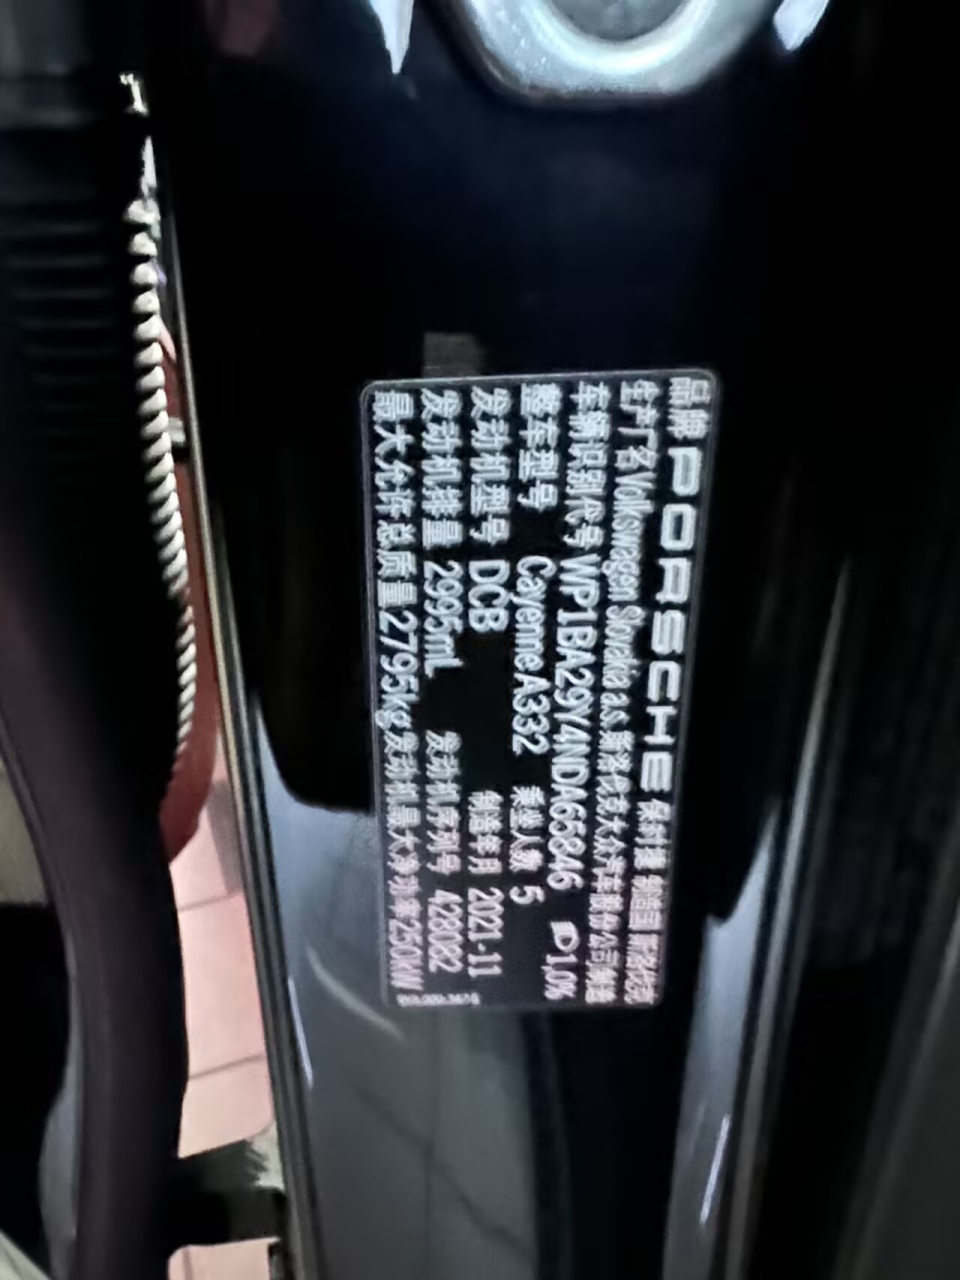 品牌 PORSCHE 保时捷 制造国 斯洛伐克
生产厂名 Volkswagen Slovakia a.s. 斯洛伐克大众汽车股份公司制造
车辆识别代号 WP1BA29Y4NDA65846 1,0%
整车型号 Cayenne A332 乘坐人数 5
发动机型号 DCB 制造年月 2021-11
发动机排量 2995mL 发动机序列号 428082
最大允许总质量 2795kg 发动机最大净功率 250kW